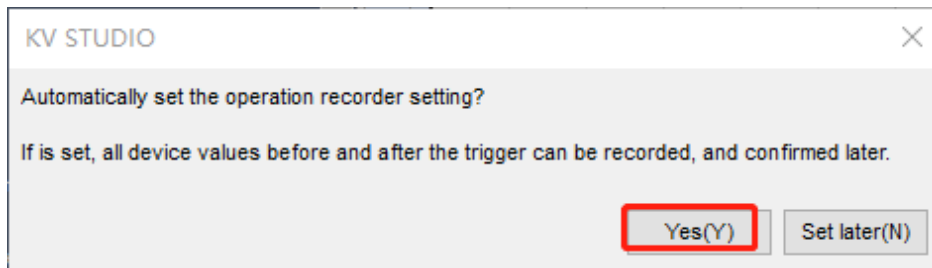 KV STUDIO
Automatically set the operation recorder setting?
If is set, all device values before and after the trigger can be recorded, and confirmed later.
Yes(Y) Set later(N)